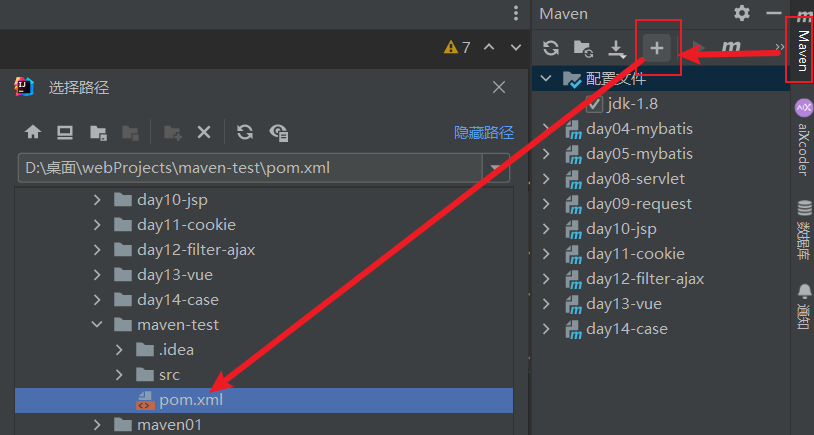 7
选择路径
隐藏路径
D:\桌面\webProjects\maven-test\pom.xml
day10-jsp
day11-cookie
day12-filter-ajax
day13-vue
day14-case
maven-test
.idea
src
pom.xml
maven01
Maven
m
配置文件
jdk-1.8
day04-mybatis
day05-mybatis
day08-servlet
day09-request
day10-jsp
day11-cookie
day12-filter-ajax
day13-vue
day14-case
m
Maven
aiXcoder
数据库
通知